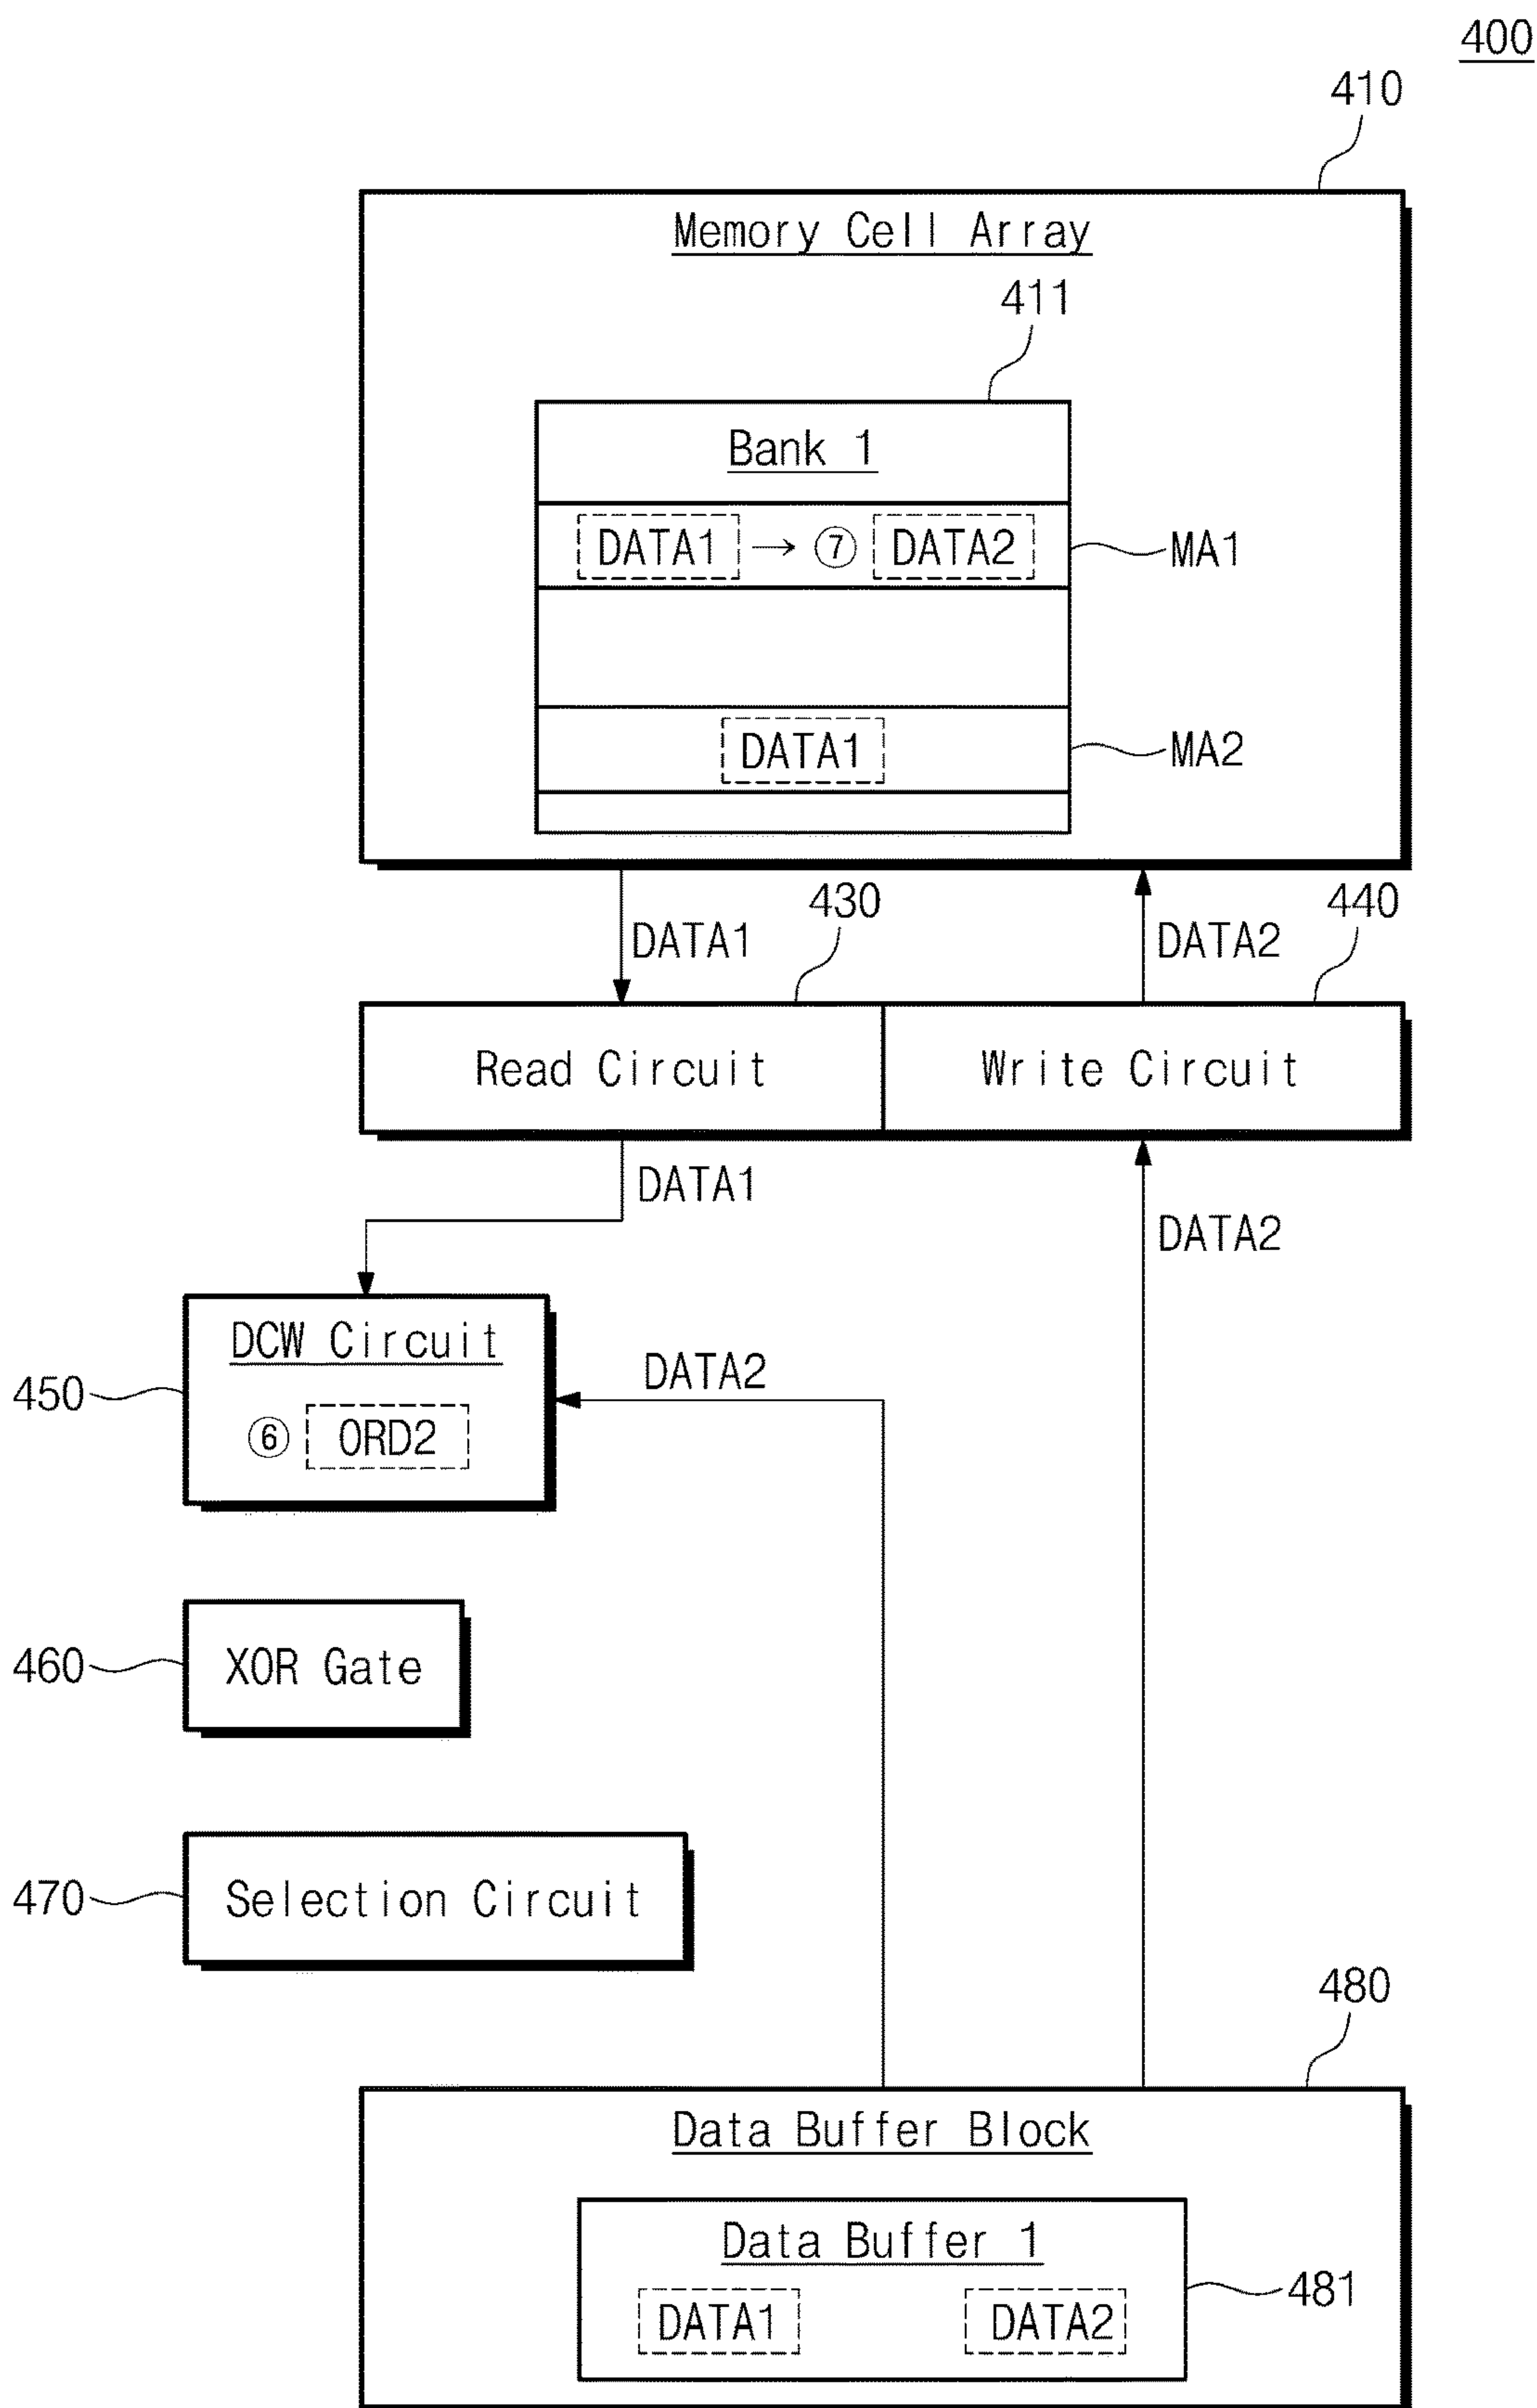 400
410
Memory Cell Array
411
Bank 1
DATA1 → ⑦ DATA2
MA1
DATA1
MA2
430
440
DATA1
DATA2
Read Circuit
Write Circuit
DATA1
DATA2
DCW Circuit
DATA2
450
⑥ ORD2
460
XOR Gate
470
Selection Circuit
480
Data Buffer Block
Data Buffer 1
481
DATA1
DATA2